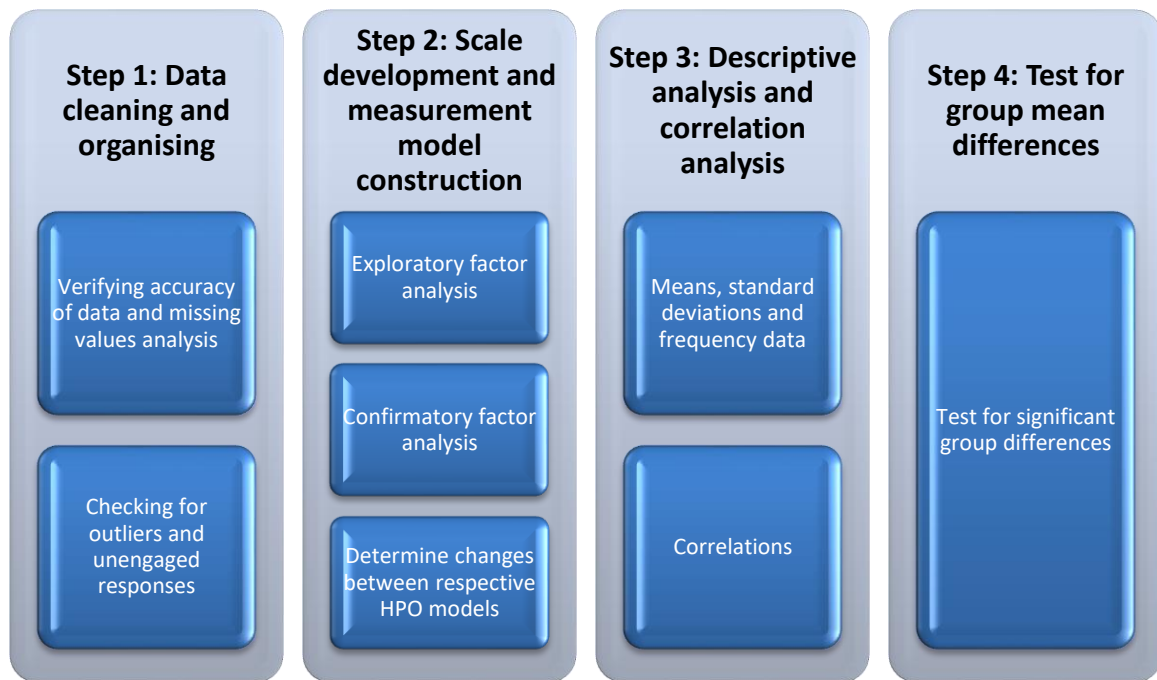 Step 1: Data
cleaning and
organising
Verifying accuracy
of data and missing
values analysis
Checking for
outliers and
unengaged
responses
Step 2: Scale
development and
measurement
model
construction
Exploratory factor
analysis
Confirmatory factor
analysis
Determine changes
between respective
HPO models
Step 3: Descriptive
analysis and
correlation
analysis
Means, standard
deviations and
frequency data
Correlations
Step 4: Test for
group mean
differences
Test for significant
group differences